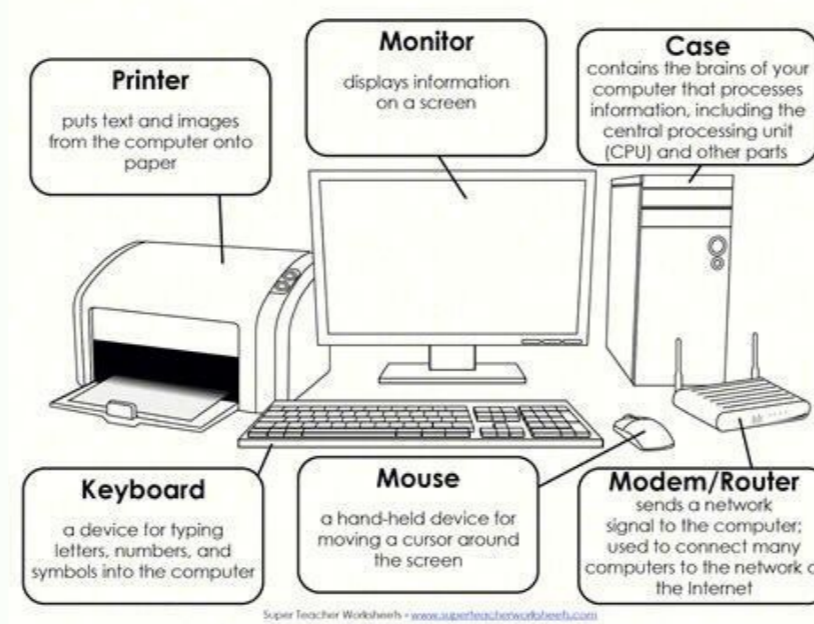 Printer
puts text and images
from the computer onto
paper
Monitor
displays information
on a screen
Case
contains the brains of your
computer that processes
information, including the
central processing unit
(CPU) and other parts
Keyboard
a device for typing
letters, numbers, and
symbols into the computer
Mouse
a hand-held device for
moving a cursor around
the screen
Modem/Router
sends a network
signal to the computer;
used to connect many
computers to the network
the Internet
Super Teacher Worksheets - www.superteacherworksheets.com